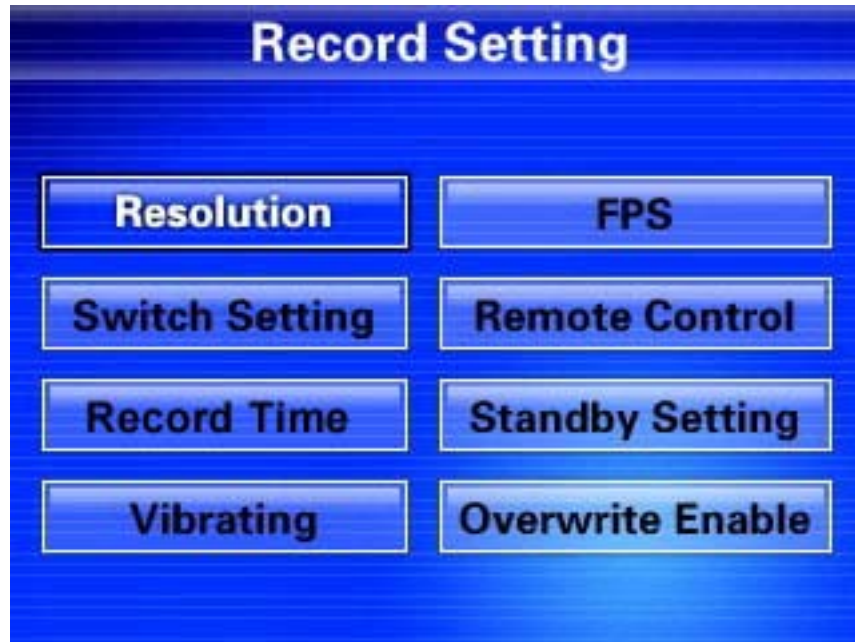 Record Setting
Resolution
FPS
Switch Setting
Remote Control
Record Time
Standby Setting
Vibrating
Overwrite Enable